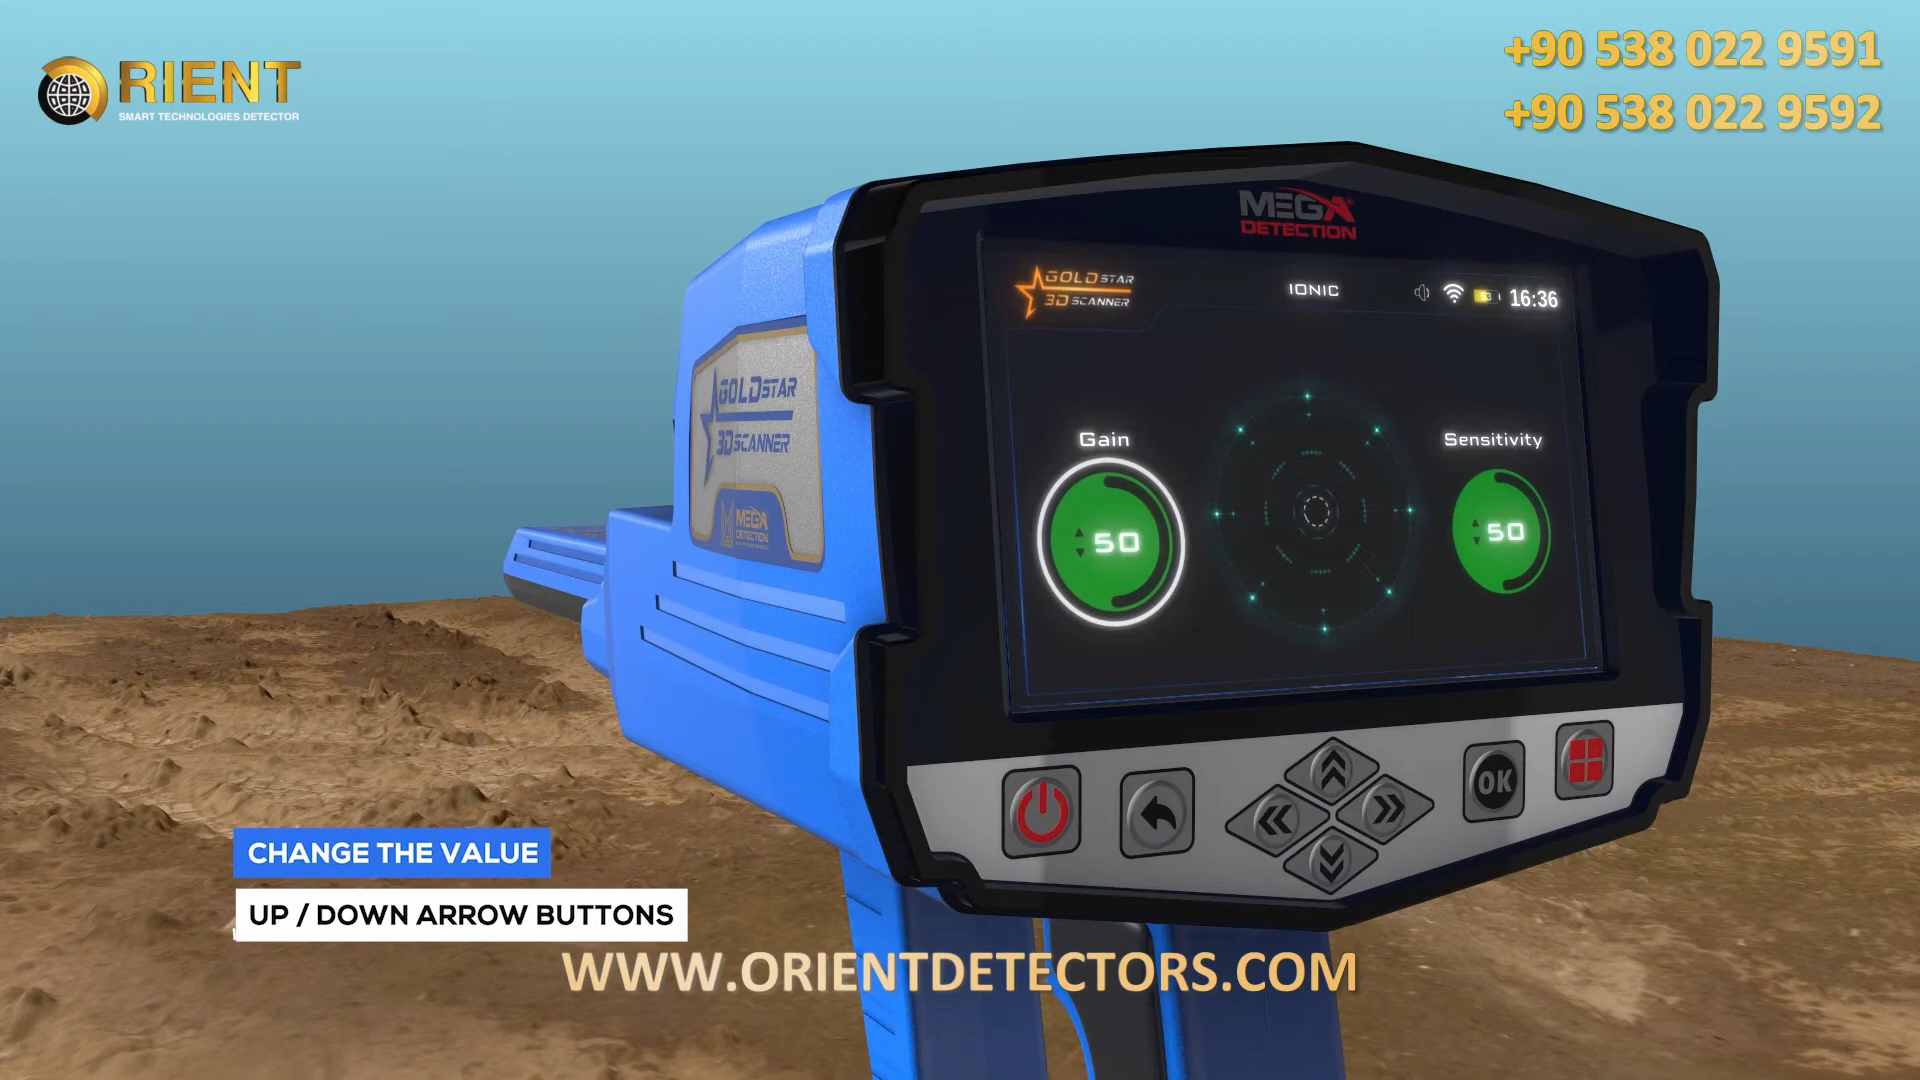 RIENT
SMART TECHNOLOGIES DETECTOR
+90 538 022 9591
+90 538 022 9592
MEGA
DETECTION
GOLD STAR
3D SCANNER
IONIC
16:36
Gain
50
Sensitivity
50
GOLD STAR
3D SCANNER
MEGA
DETECTION
OK
CHANGE THE VALUE
UP / DOWN ARROW BUTTONS
WWW.ORIENTDETECTORS.COM